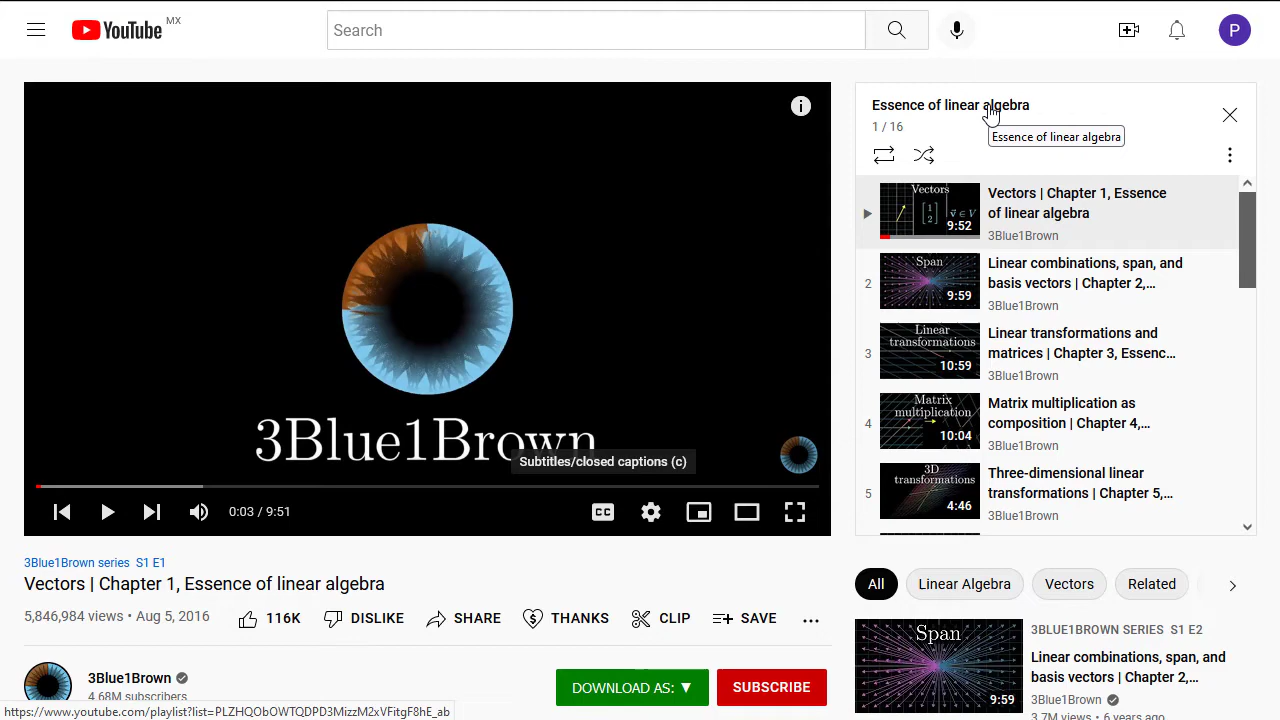 YouTube MX
Search
P
Essence of linear algebra
1 / 16
Essence of linear algebra
Vectors
9:52
Vectors | Chapter 1, Essence
of linear algebra
3Blue1Brown
2
Span
9:59
Linear combinations, span, and
basis vectors | Chapter 2,...
3Blue1Brown
3
Linear
transformations
10:59
Linear transformations and
matrices | Chapter 3, Essenc...
3Blue1Brown
4
Matrix
multiplication
10:04
Matrix multiplication as
composition | Chapter 4,...
3Blue1Brown
5
3D
transformations
4:46
Three-dimensional linear
transformations | Chapter 5,...
3Blue1Brown
3Blue1Brown
Subtitles/closed captions (c)
0:03 / 9:51
CC
3Blue1Brown series S1 E1
Vectors | Chapter 1, Essence of linear algebra
5,846,984 views • Aug 5, 2016
116K
DISLIKE
SHARE
THANKS
CLIP
SAVE
3Blue1Brown
4.68M subscribers
DOWNLOAD AS: ▼
SUBSCRIBE
All
Linear Algebra
Vectors
Related
Span
9:59
3BLUE1BROWN SERIES S1 E2
Linear combinations, span, and
basis vectors | Chapter 2,...
3Blue1Brown
3.7M views • 6 years ago